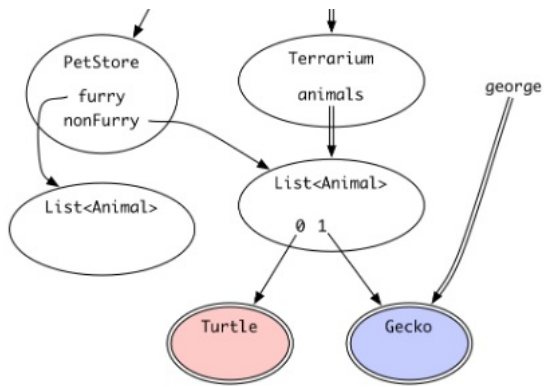 PetStore
furry
nonFurry
Terrarium
animals
george
List<Animal>
List<Animal>
0 1
Turtle
Gecko